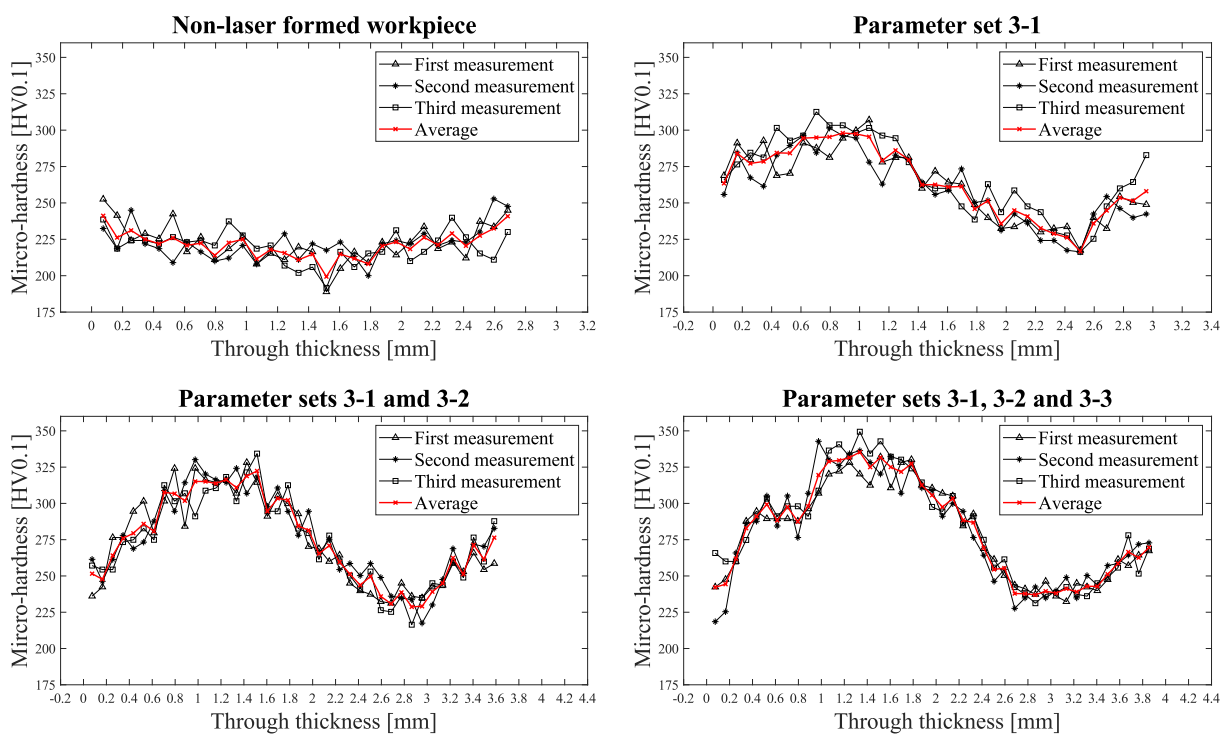 Non-laser formed workpiece
Mircro-hardness [HV0.1]
350
325
300
275
250
225
200
175
First measurement
Second measurement
Third measurement
Average
0 0.2 0.4 0.6 0.8 1 1.2 1.4 1.6 1.8 2 2.2 2.4 2.6 2.8 3 3.2
Through thickness [mm]
Parameter set 3-1
Mircro-hardness [HV0.1]
350
325
300
275
250
225
200
175
First measurement
Second measurement
Third measurement
Average
-0.2 0 0.2 0.4 0.6 0.8 1 1.2 1.4 1.6 1.8 2 2.2 2.4 2.6 2.8 3 3.2 3.4
Through thickness [mm]
Parameter sets 3-1 amd 3-2
Mircro-hardness [HV0.1]
350
325
300
275
250
225
200
175
First measurement
Second measurement
Third measurement
Average
-0.2 0 0.2 0.4 0.6 0.8 1 1.2 1.4 1.6 1.8 2 2.2 2.4 2.6 2.8 3 3.2 3.4 3.6 3.8 4 4.2 4.4
Through thickness [mm]
Parameter sets 3-1, 3-2 and 3-3
Mircro-hardness [HV0.1]
350
325
300
275
250
225
200
175
First measurement
Second measurement
Third measurement
Average
-0.2 0 0.2 0.4 0.6 0.8 1 1.2 1.4 1.6 1.8 2 2.2 2.4 2.6 2.8 3 3.2 3.4 3.6 3.8 4 4.2 4.4
Through thickness [mm]